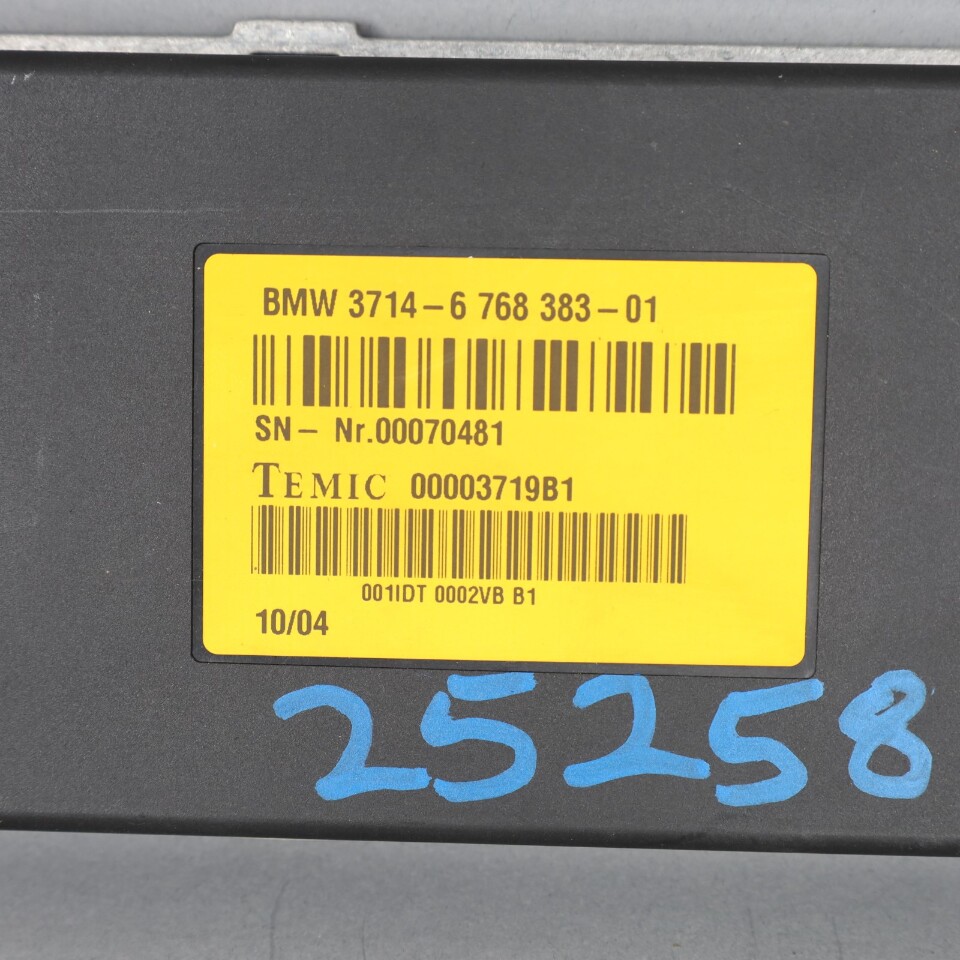 BMW 3714-6 768 383-01
SN- Nr.00070481
TEMIC 00003719B1
001IDT 0002VB B1
10/04
25258